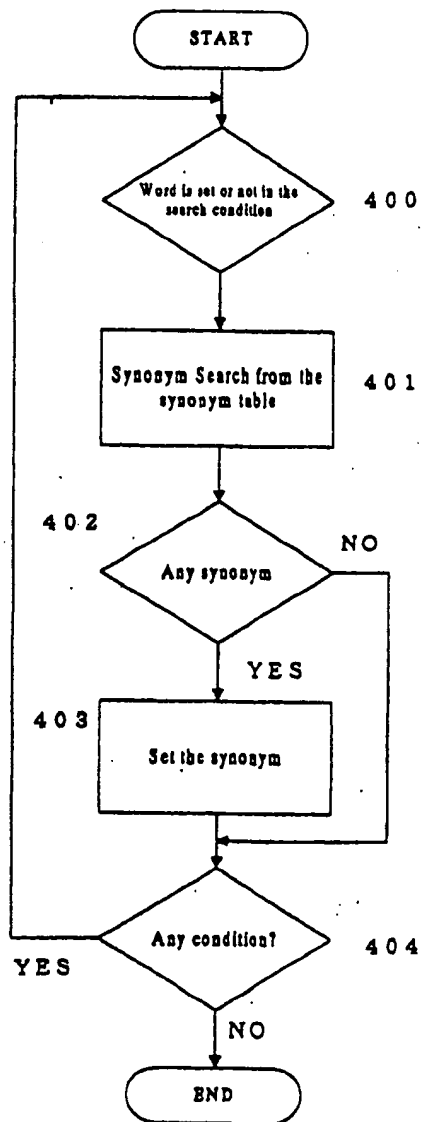 START
Word is set or not in the
search condition
400
Synonym Search from the
synonym table
401
402
Any synonym
NO
YES
403
Set the synonym
Any condition?
404
YES
NO
END